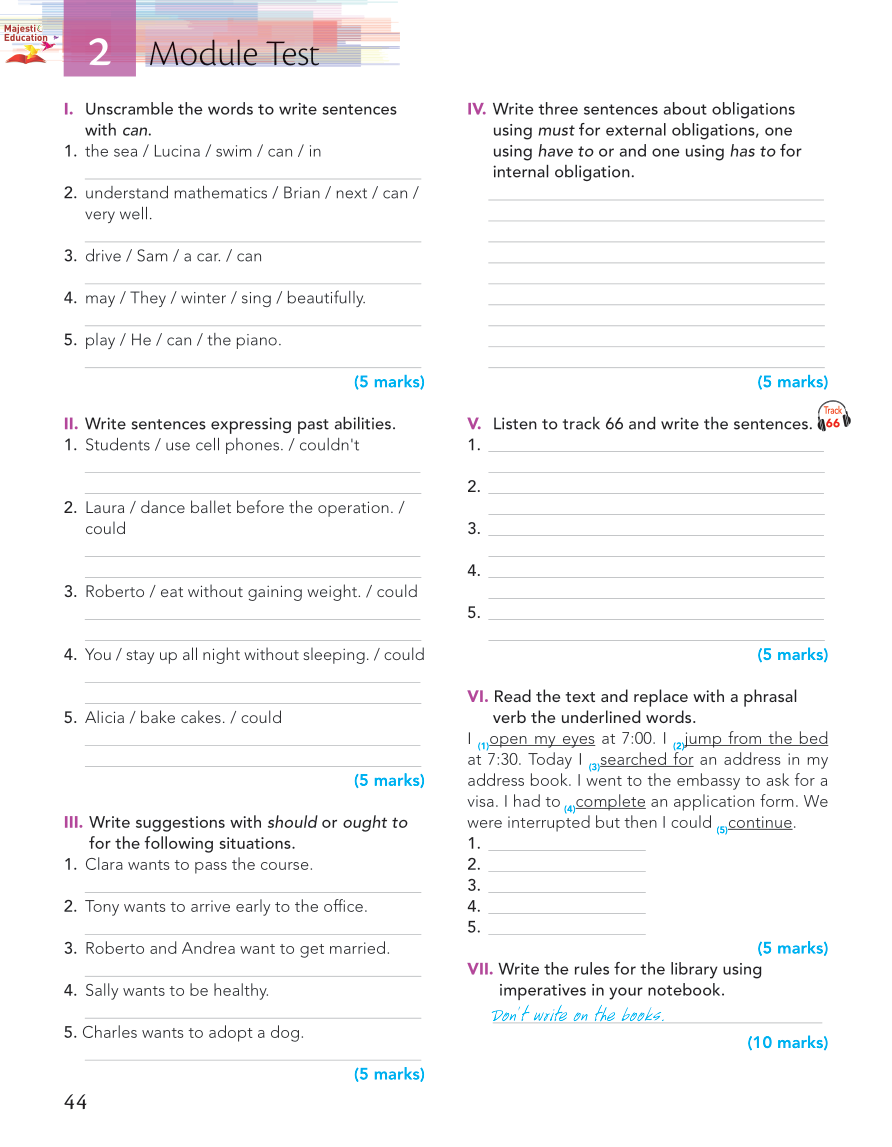 Majestic
Education
2
Module Test
I. Unscramble the words to write sentences
with can.
1. the sea / Lucina / swim / can / in
2. understand mathematics / Brian / next / can /
very well.
3. drive / Sam / a car. / can
4. may / They / winter / sing / beautifully.
5. play / He / can / the piano.
(5 marks)
II. Write sentences expressing past abilities.
1. Students / use cell phones. / couldn't
2. Laura / dance ballet before the operation. /
could
3. Roberto / eat without gaining weight. / could
4. You / stay up all night without sleeping. / could
5. Alicia / bake cakes. / could
(5 marks)
III. Write suggestions with should or ought to
for the following situations.
1. Clara wants to pass the course.
2. Tony wants to arrive early to the office.
3. Roberto and Andrea want to get married.
4. Sally wants to be healthy.
5. Charles wants to adopt a dog.
(5 marks)
44
IV. Write three sentences about obligations
using must for external obligations, one
using have to or and one using has to for
internal obligation.
(5 marks)
V. Listen to track 66 and write the sentences.
Track
66
1.
2.
3.
4.
5.
(5 marks)
VI. Read the text and replace with a phrasal
verb the underlined words.
I (1)open my eyes at 7:00. I (2)jump from the bed
at 7:30. Today I (3)searched for an address in my
address book. I went to the embassy to ask for a
visa. I had to (4)complete an application form. We
were interrupted but then I could (5)continue.
1.
2.
3.
4.
5.
(5 marks)
VII. Write the rules for the library using
imperatives in your notebook.
Don't write on the books.
(10 marks)